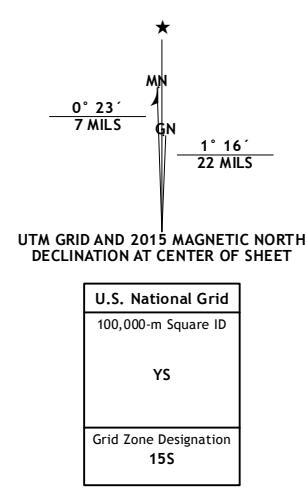 ★
MN
0° 23´
7 MILS
GN
1° 16´
22 MILS
UTM GRID AND 2015 MAGNETIC NORTH
DECLINATION AT CENTER OF SHEET
U.S. National Grid
100,000-m Square ID
YS
Grid Zone Designation
15S